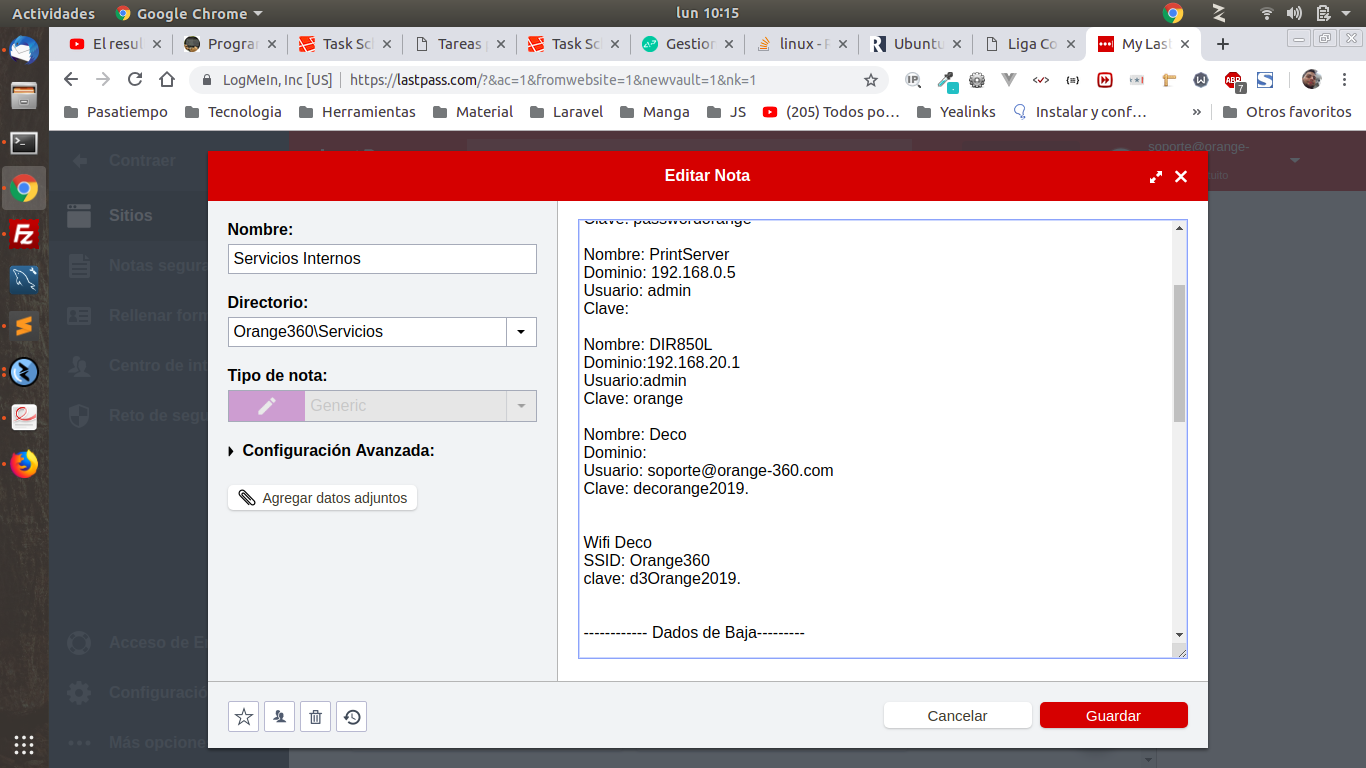 Actividades
Google Chrome
lun 10:15
El resul
Program
Task Sch
Tareas
Task Sch
Gestion
linux -
Ubuntu
Liga Co
My Las
LogMeIn, Inc [US]
https://lastpass.com/?&ac=1&fromwebsite=1&newvault=1&nk=1
Pasatiempo
Tecnologia
Herramientas
Material
Laravel
Manga
JS
(205) Todos po…
Yealinks
Instalar y conf…
»
Otros favoritos
Contraer
soporte@orange-
Editar Nota
Sitios
Notas segura
Rellenar form
Centro de int
Reto de segu
Acceso de E
Configuració
Más opcione
Nombre:
Servicios Internos
Directorio:
Orange360\Servicios
Tipo de nota:
Generic
Configuración Avanzada:
Agregar datos adjuntos
Clave: passwordorange
Nombre: PrintServer
Dominio: 192.168.0.5
Usuario: admin
Clave:
Nombre: DIR850L
Dominio:192.168.20.1
Usuario:admin
Clave: orange
Nombre: Deco
Dominio:
Usuario: soporte@orange-360.com
Clave: decorange2019.
Wifi Deco
SSID: Orange360
clave: d3Orange2019.
------------ Dados de Baja---------
Cancelar
Guardar